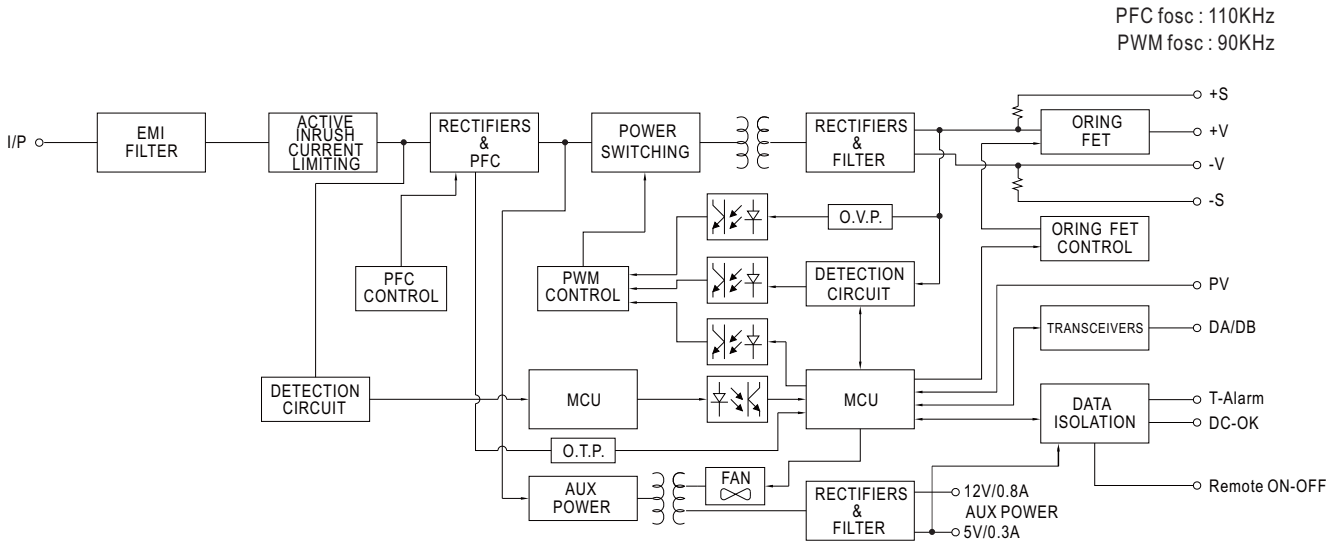 PFC fosc : 110KHz
PWM fosc : 90KHz
I/P
EMI
FILTER
ACTIVE
INRUSH
CURRENT
LIMITING
RECTIFIERS
&
PFC
POWER
SWITCHING
RECTIFIERS
&
FILTER
ORING
FET
+S
+V
-V
-S
O.V.P.
ORING FET
CONTROL
PFC
CONTROL
PWM
CONTROL
DETECTION
CIRCUIT
PV
TRANSCEIVERS
DA/DB
DETECTION
CIRCUIT
MCU
MCU
DATA
ISOLATION
T-Alarm
DC-OK
O.T.P.
AUX
POWER
FAN
RECTIFIERS
&
FILTER
12V/0.8A
AUX POWER
5V/0.3A
Remote ON-OFF